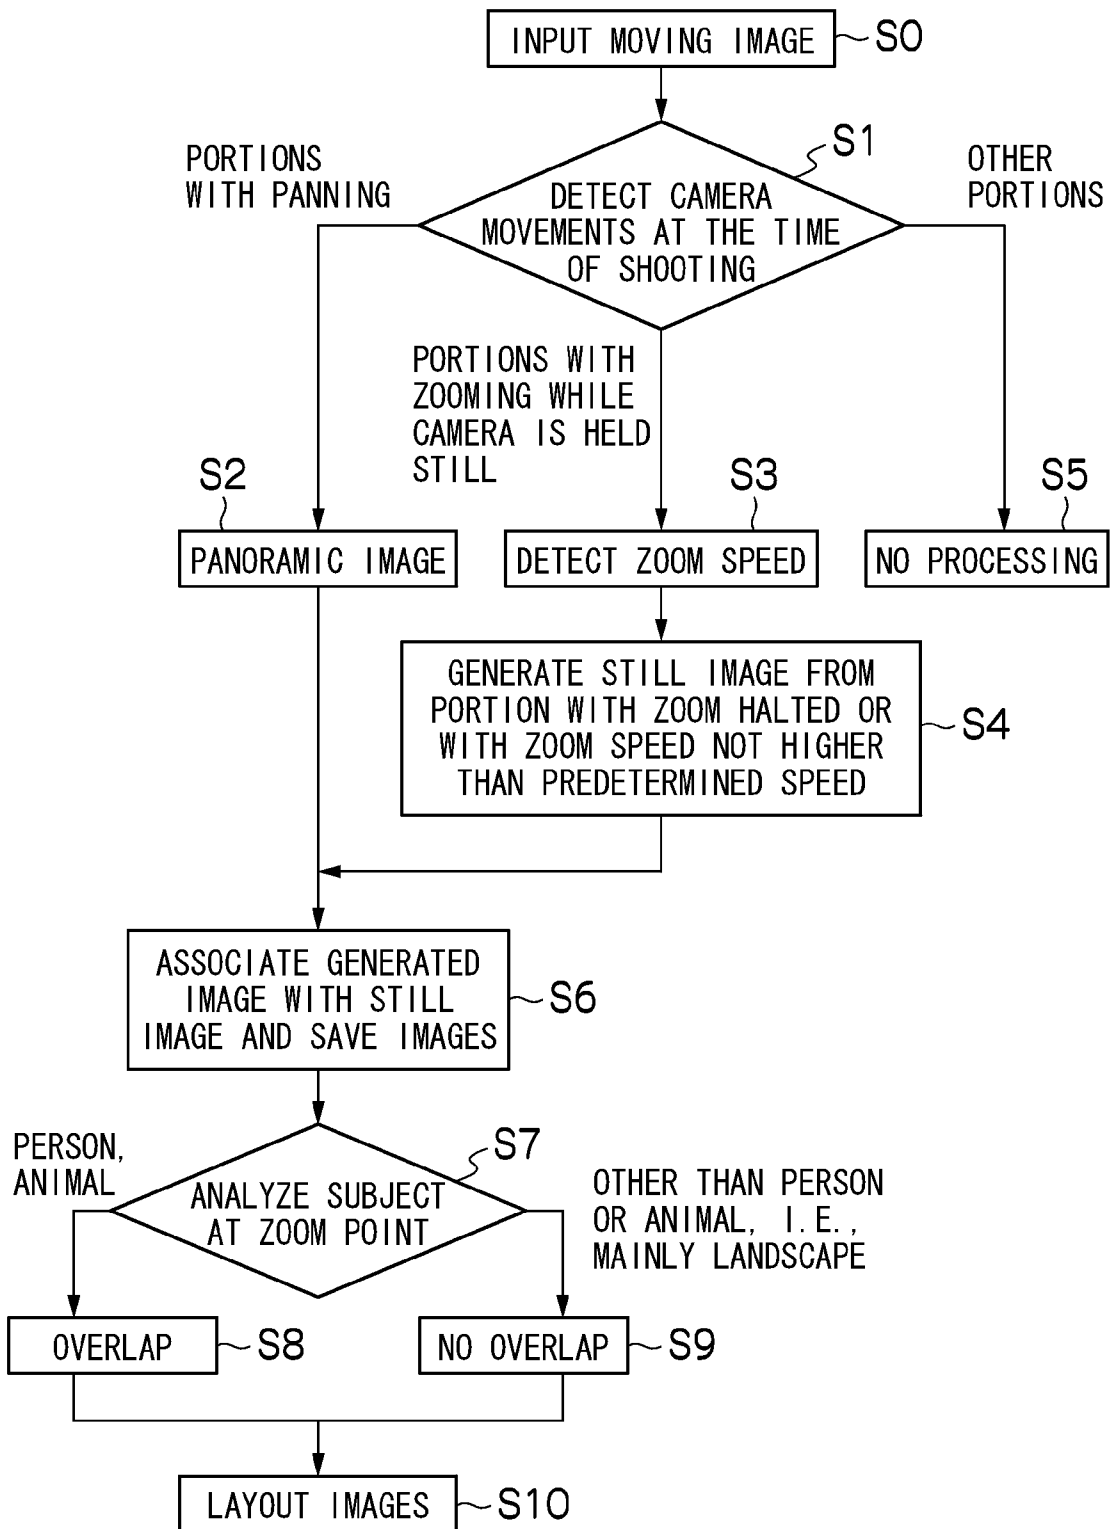 INPUT MOVING IMAGE
S0
S1
PORTIONS
WITH PANNING
OTHER
PORTIONS
DETECT CAMERA
MOVEMENTS AT THE TIME
OF SHOOTING
PORTIONS WITH
ZOOMING WHILE
CAMERA IS HELD
STILL
S2
S3
S5
PANORAMIC IMAGE
DETECT ZOOM SPEED
NO PROCESSING
GENERATE STILL IMAGE FROM
PORTION WITH ZOOM HALTED OR
WITH ZOOM SPEED NOT HIGHER
THAN PREDETERMINED SPEED
S4
ASSOCIATE GENERATED
IMAGE WITH STILL
IMAGE AND SAVE IMAGES
S6
PERSON,
ANIMAL
S7
ANALYZE SUBJECT
AT ZOOM POINT
OTHER THAN PERSON
OR ANIMAL, I.E.,
MAINLY LANDSCAPE
OVERLAP
S8
NO OVERLAP
S9
LAYOUT IMAGES
S10